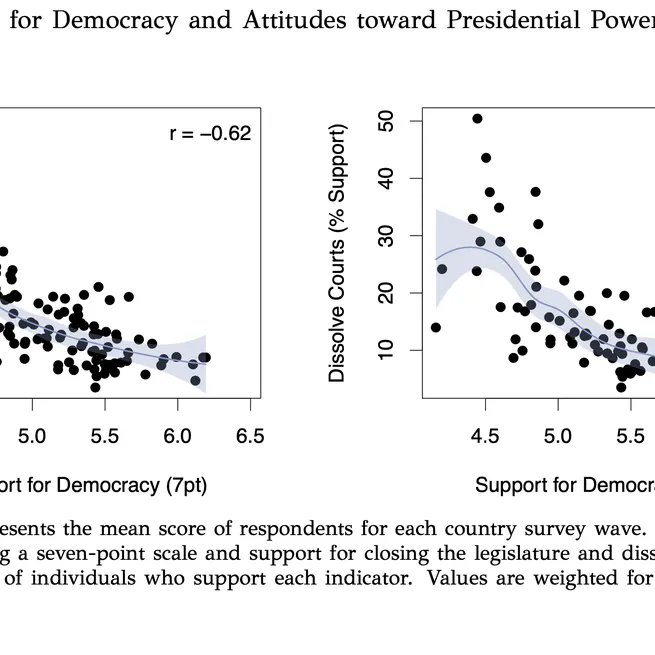 for Democracy and Attitudes toward Presidential Power
r = −0.62
5.0 5.5 6.0 6.5
ort for Democracy (7pt)
Dissolve Courts (% Support)
50
40
30
20
10
4.5 5.0 5.5
Support for Democra
esents the mean score of respondents for each country survey wave.
g a seven-point scale and support for closing the legislature and diss
of individuals who support each indicator. Values are weighted for